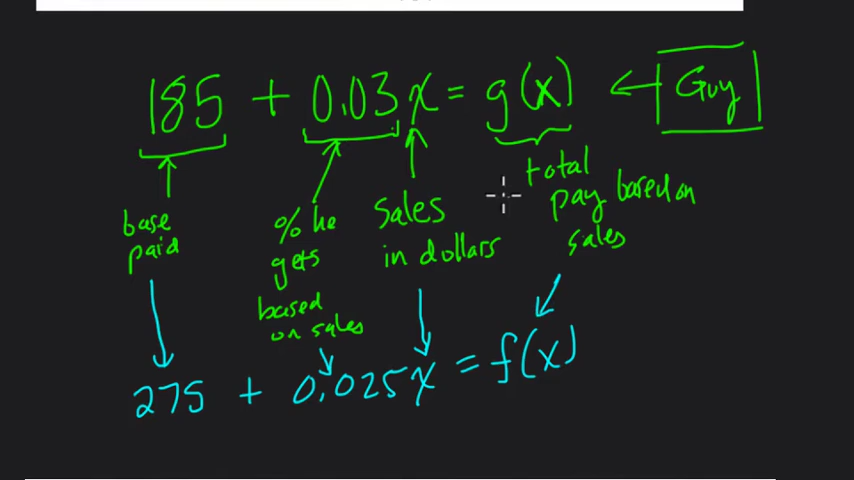 185 + 0.03x = g(x) ← Guy
base
paid
% he
gets
based
on sales
sales
in dollars
total
pay based on
sales
275 + 0.025x = f(x)